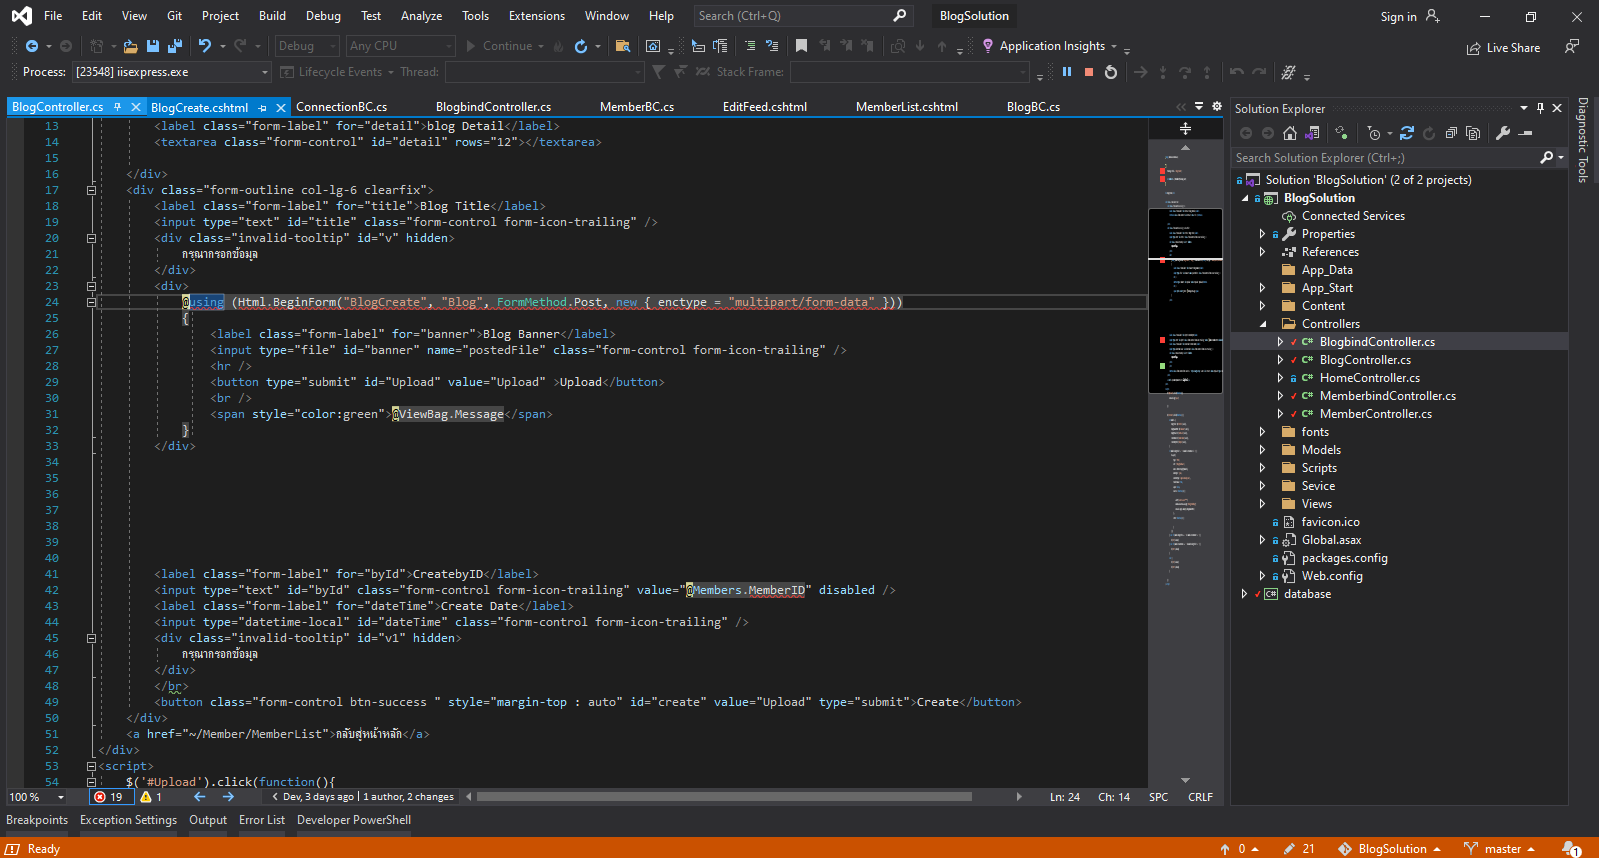 File Edit View Git Project Build Debug Test Analyze Tools Extensions Window Help Search (Ctrl+Q) BlogSolution Sign in
Debug Any CPU Continue Application Insights Live Share
Process: [23548] iisexpress.exe Lifecycle Events Thread: Stack Frame:
BlogController.cs BlogCreate.cshtml ConnectionBC.cs BlogbindController.cs MemberBC.cs EditFeed.cshtml MemberList.cshtml BlogBC.cs
13 <label class="form-label" for="detail">blog Detail</label>
14 <textarea class="form-control" id="detail" rows="12"></textarea>
15
16 </div>
17 <div class="form-outline col-lg-6 clearfix">
18 <label class="form-label" for="title">Blog Title</label>
19 <input type="text" id="title" class="form-control form-icon-trailing" />
20 <div class="invalid-tooltip" id="v" hidden>
21 กรุณากรอกข้อมูล
22 </div>
23 <div>
24 @using (Html.BeginForm("BlogCreate", "Blog", FormMethod.Post, new { enctype = "multipart/form-data" }))
25 {
26 <label class="form-label" for="banner">Blog Banner</label>
27 <input type="file" id="banner" name="postedFile" class="form-control form-icon-trailing" />
28 <hr />
29 <button type="submit" id="Upload" value="Upload" >Upload</button>
30 <br />
31 <span style="color:green">@ViewBag.Message</span>
32 }
33 </div>
34
35
36
37
38
39
40
41 <label class="form-label" for="byId">CreatebyID</label>
42 <input type="text" id="byId" class="form-control form-icon-trailing" value="@Members.MemberID" disabled />
43 <label class="form-label" for="dateTime">Create Date</label>
44 <input type="datetime-local" id="dateTime" class="form-control form-icon-trailing" />
45 <div class="invalid-tooltip" id="v1" hidden>
46 กรุณากรอกข้อมูล
47 </div>
48 </br>
49 <button class="form-control btn-success " style="margin-top : auto" id="create" value="Upload" type="submit">Create</button>
50 </div>
51 <a href="~/Member/MemberList">กลับสู่หน้าหลัก</a>
52 </div>
53 <script>
54 $('#Upload').click(function(){
100 % 19 1 Dev, 3 days ago | 1 author, 2 changes Ln: 24 Ch: 14 SPC CRLF
Solution Explorer
Search Solution Explorer (Ctrl+;)
Solution 'BlogSolution' (2 of 2 projects)
BlogSolution
Connected Services
Properties
References
App_Data
App_Start
Content
Controllers
C# BlogbindController.cs
C# BlogController.cs
C# HomeController.cs
C# MemberbindController.cs
C# MemberController.cs
fonts
Models
Scripts
Sevice
Views
favicon.ico
Global.asax
packages.config
Web.config
C# database
Diagnostic Tools
Breakpoints Exception Settings Output Error List Developer PowerShell
Ready 0 21 BlogSolution master 1